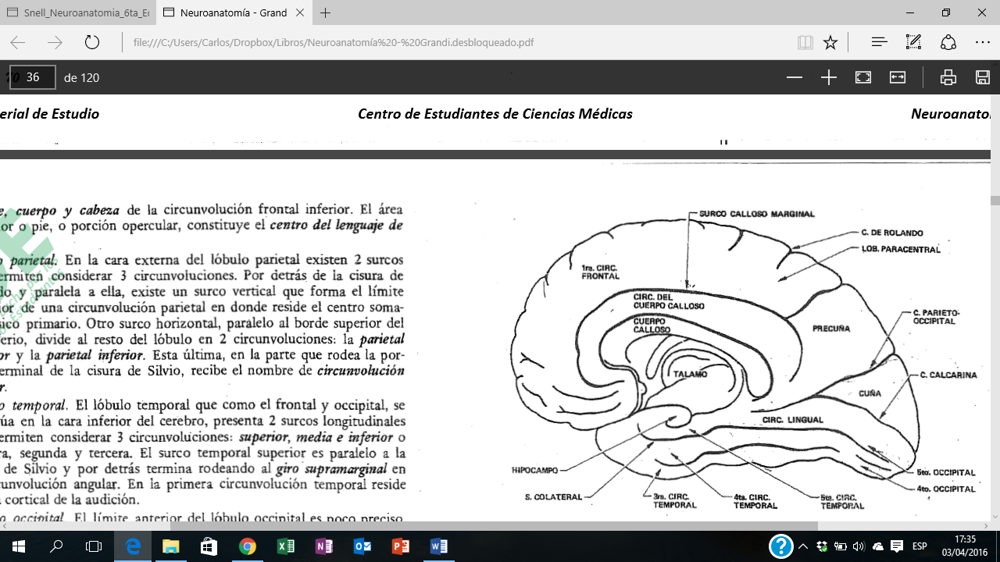 Snell_Neuroanatomia_6ta_Ed
Neuroanatomía - Grand
file:///C:/Users/Carlos/Dropbox/Libros/Neuroanatomía%20-%20Grandi.desbloqueado.pdf
36 de 120
erial de Estudio
Centro de Estudiantes de Ciencias Médicas
Neuroanato
e, cuerpo y cabeza de la circunvolución frontal inferior. El área
or o pie, o porción opercular, constituye el centro del lenguaje de
o parietal. En la cara externa del lóbulo parietal existen 2 surcos
ermiten considerar 3 circunvoluciones. Por detrás de la cisura de
do y paralela a ella, existe un surco vertical que forma el límite
ior de una circunvolución parietal en donde reside el centro soma-
sico primario. Otro surco horizontal, paralelo al borde superior del
ferio, divide al resto del lóbulo en 2 circunvoluciones: la parietal
or y la parietal inferior. Esta última, en la parte que rodea la por-
erminal de la cisura de Silvio, recibe el nombre de circunvolución
r.
o temporal. El lóbulo temporal que como el frontal y occipital, se
úa en la cara inferior del cerebro, presenta 2 surcos longitudinales
ermiten considerar 3 circunvoluciones: superior, media e inferior o
ra, segunda y tercera. El surco temporal superior es paralelo a la
de Silvio y por detrás termina rodeando al giro supramarginal en
cunvolución angular. En la primera circunvolución temporal reside
a cortical de la audición.
o occipital. El límite anterior del lóbulo occipital es poco preciso
SURCO CALLOSO MARGINAL
C. DE ROLANDO
LOB. PARACENTRAL
1ra. CIRC.
FRONTAL
CIRC. DEL
CUERPO CALLOSO
CUERPO
CALLOSO
PRECUÑA
C. PARIETO-
OCCIPITAL
TALAMO
C. CALCARINA
CUÑA
CIRC. LINGUAL
HIPOCAMPO
S. COLATERAL
3ra. CIRC.
TEMPORAL
4ta. CIRC.
TEMPORAL
5ta. CIRC.
TEMPORAL
5to. OCCIPITAL
4to. OCCIPITAL
ESP
17:35
03/04/2016